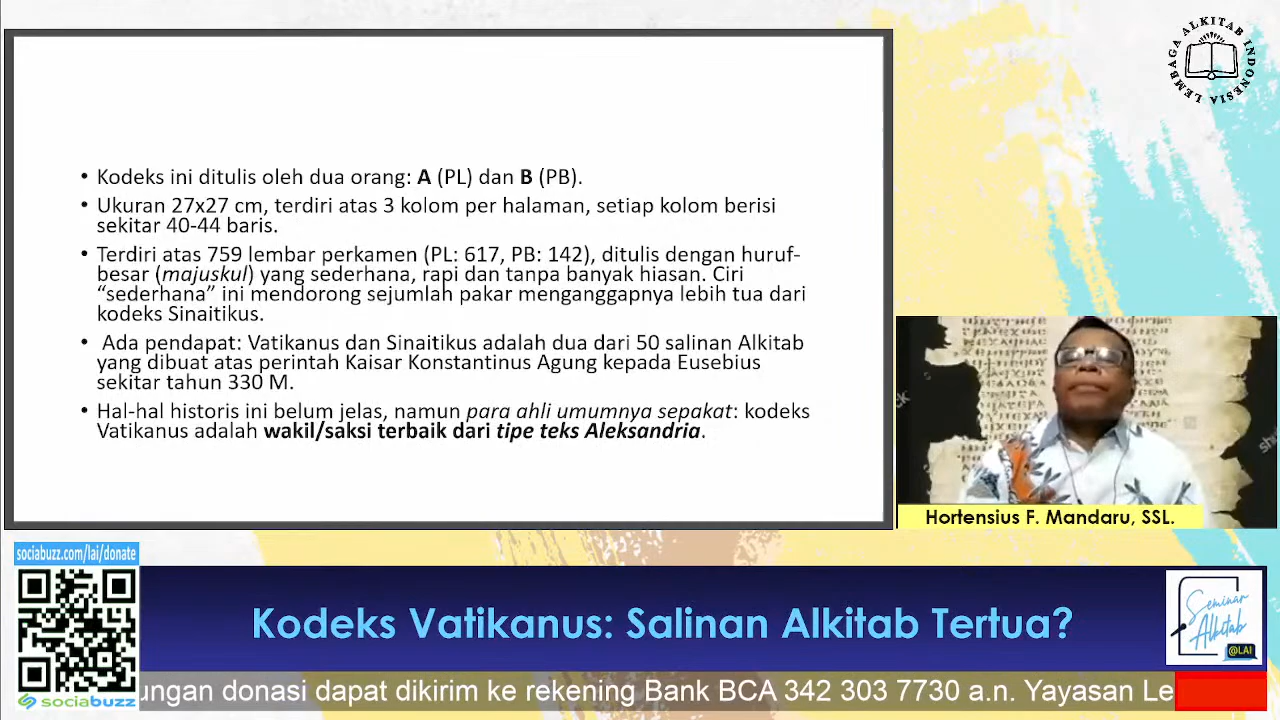 LEMBAGA ALKITAB INDONESIA
• Kodeks ini ditulis oleh dua orang: A (PL) dan B (PB).
• Ukuran 27x27 cm, terdiri atas 3 kolom per halaman, setiap kolom berisi
sekitar 40-44 baris.
• Terdiri atas 759 lembar perkamen (PL: 617, PB: 142), ditulis dengan huruf-
besar (majuskul) yang sederhana, rapi dan tanpa banyak hiasan. Ciri
“sederhana” ini mendorong sejumlah pakar menganggapnya lebih tua dari
kodeks Sinaitikus.
• Ada pendapat: Vatikanus dan Sinaitikus adalah dua dari 50 salinan Alkitab
yang dibuat atas perintah Kaisar Konstantinus Agung kepada Eusebius
sekitar tahun 330 M.
• Hal-hal historis ini belum jelas, namun para ahli umumnya sepakat: kodeks
Vatikanus adalah wakil/saksi terbaik dari tipe teks Aleksandria.
Hortensius F. Mandaru, SSL.
sociabuzz.com/lai/donate
Kodeks Vatikanus: Salinan Alkitab Tertua?
Seminar
Alkitab
@LAI
sociabuzz
ungan donasi dapat dikirim ke rekening Bank BCA 342 303 7730 a.n. Yayasan Le